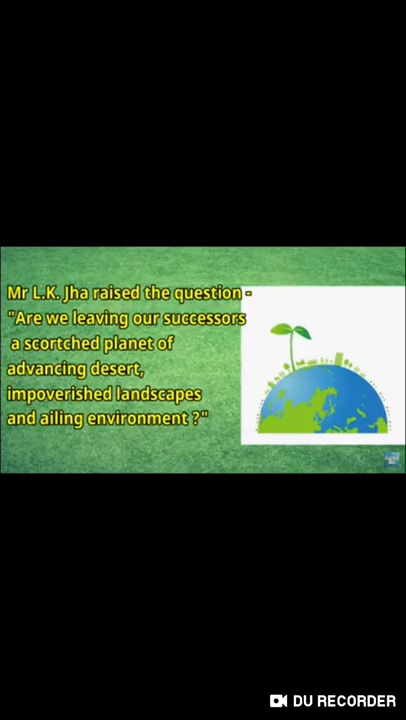 Mr L.K. Jha raised the question -
"Are we leaving our successors
a scortched planet of
advancing desert,
impoverished landscapes
and ailing environment ?"
DU RECORDER